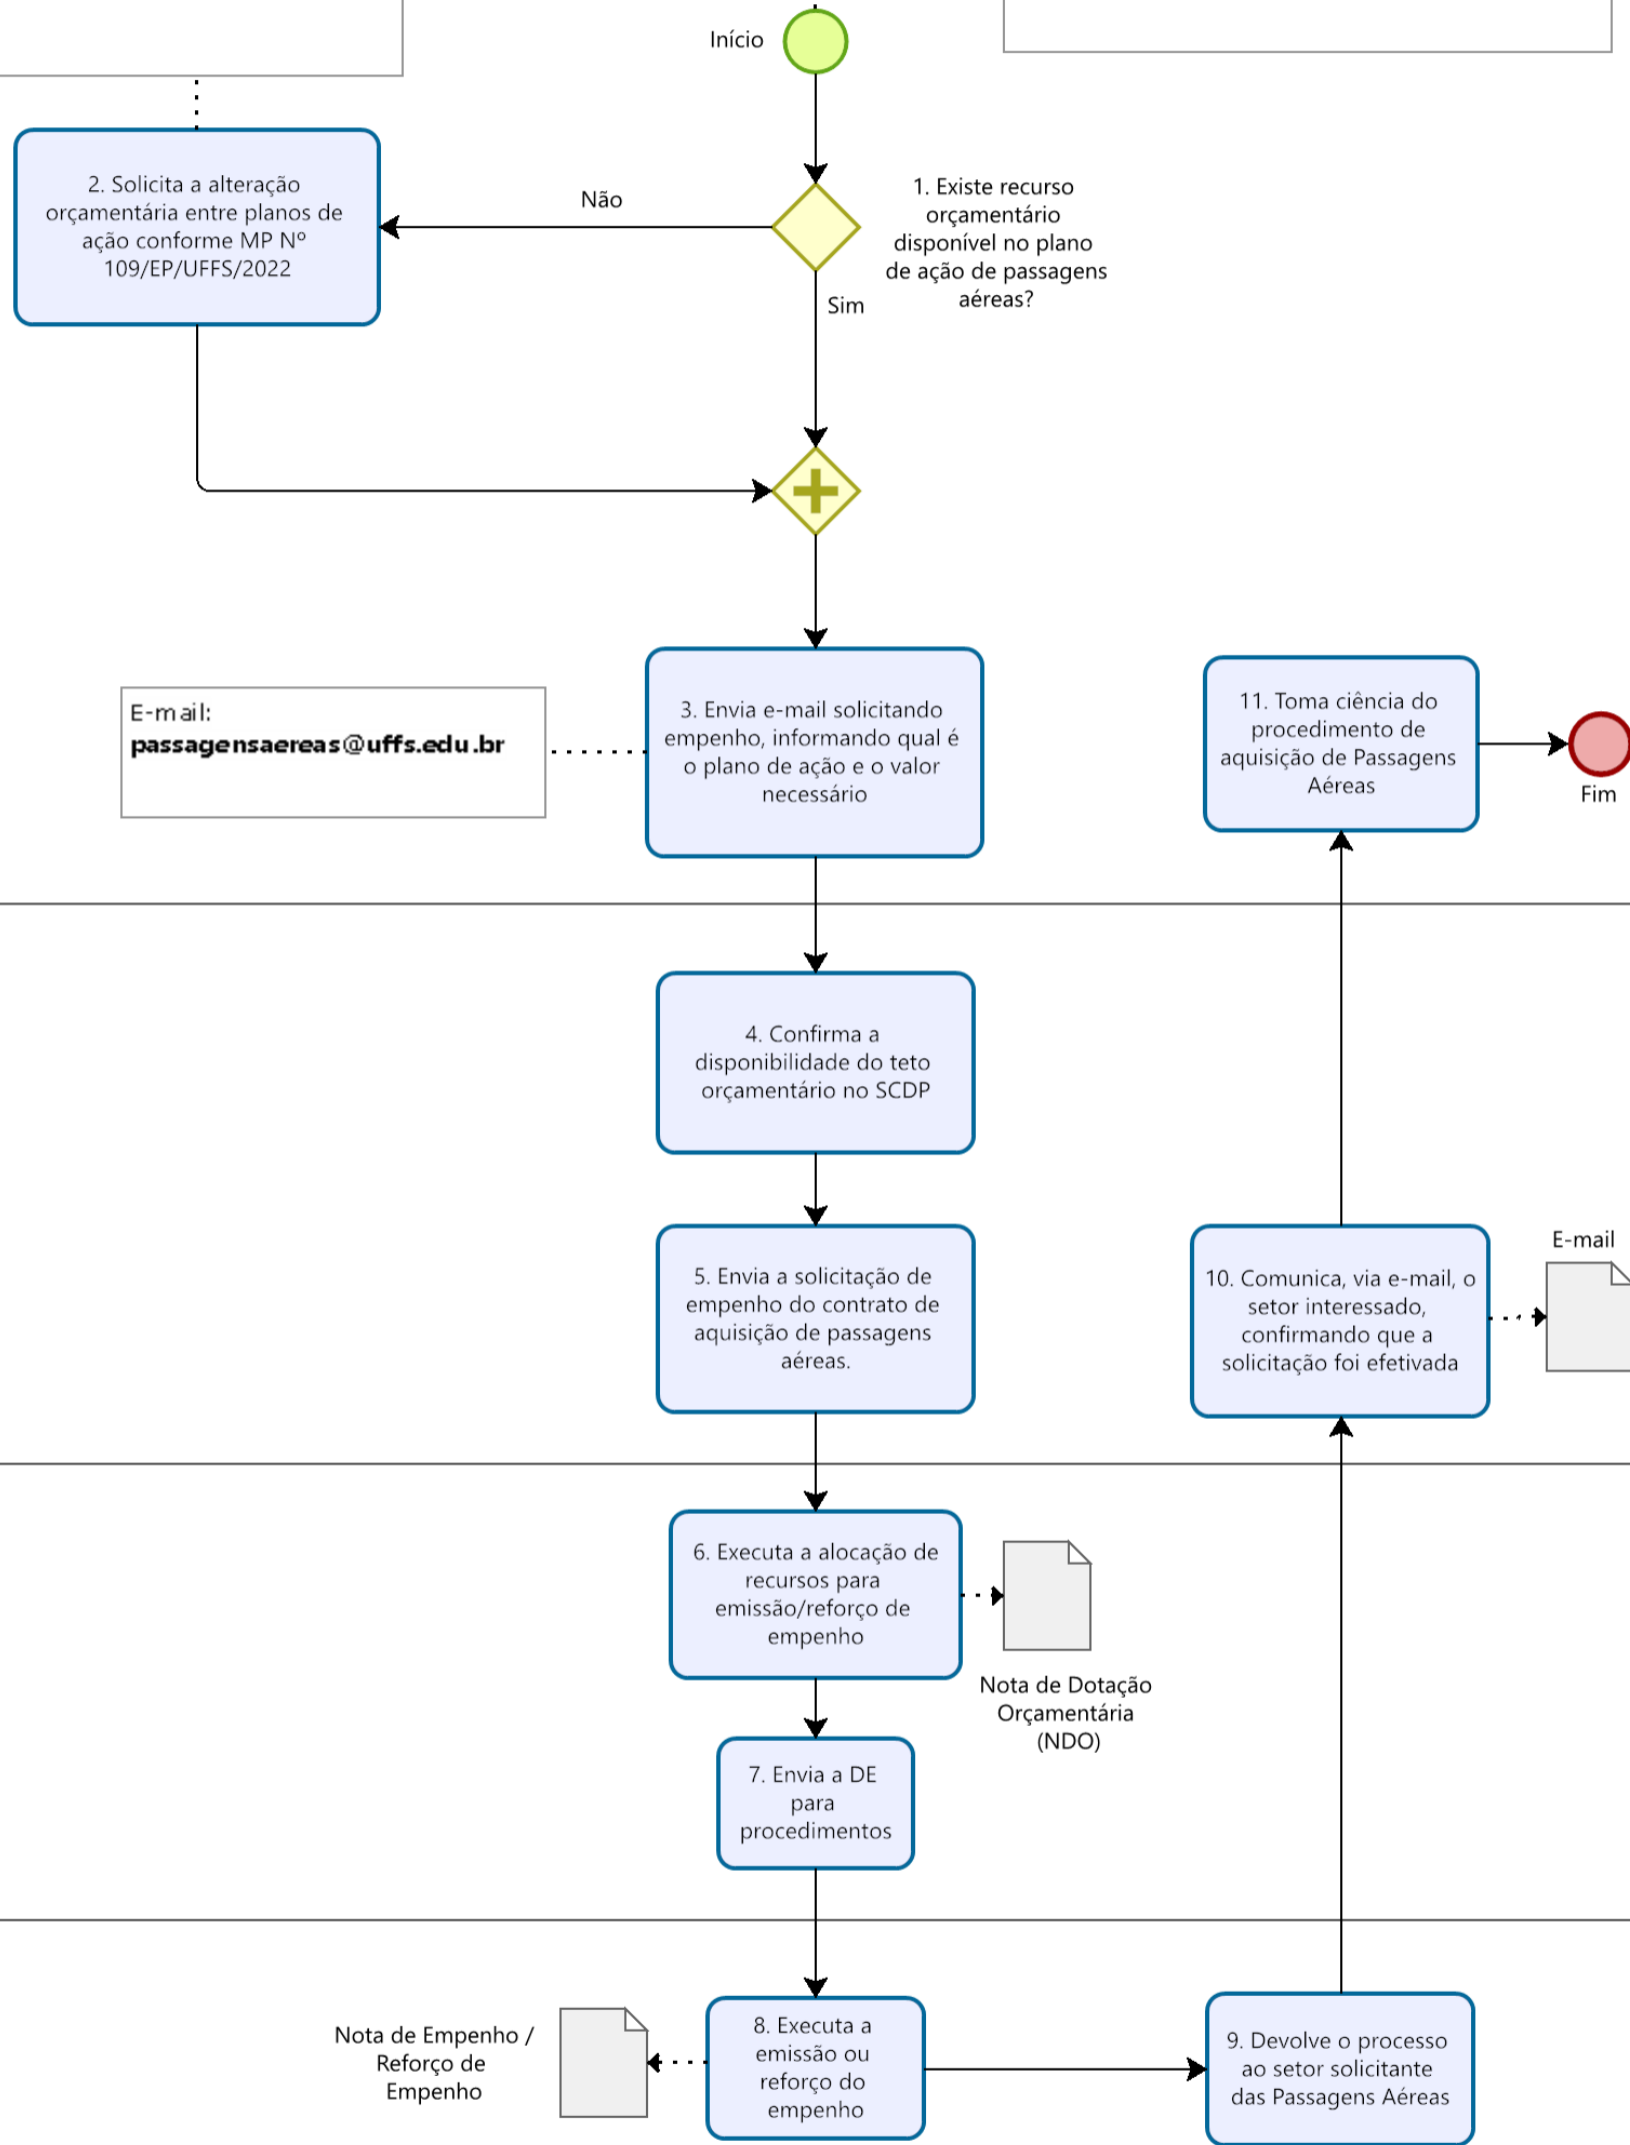 Início
1. Existe recurso
orçamentário
disponível no plano
de ação de passagens
aéreas?
Não
Sim
2. Solicita a alteração
orçamentária entre planos de
ação conforme MP Nº
109/EP/UFFS/2022
E-mail:
passagensaereas@uffs.edu.br
3. Envia e-mail solicitando
empenho, informando qual é
o plano de ação e o valor
necessário
4. Confirma a
disponibilidade do teto
orçamentário no SCDP
5. Envia a solicitação de
empenho do contrato de
aquisição de passagens
aéreas.
6. Executa a alocação de
recursos para
emissão/reforço de
empenho
Nota de Dotação
Orçamentária
(NDO)
7. Envia a DE
para
procedimentos
8. Executa a
emissão ou
reforço do
empenho
Nota de Empenho /
Reforço de
Empenho
9. Devolve o processo
ao setor solicitante
das Passagens Aéreas
10. Comunica, via e-mail, o
setor interessado,
confirmando que a
solicitação foi efetivada
E-mail
11. Toma ciência do
procedimento de
aquisição de Passagens
Aéreas
Fim